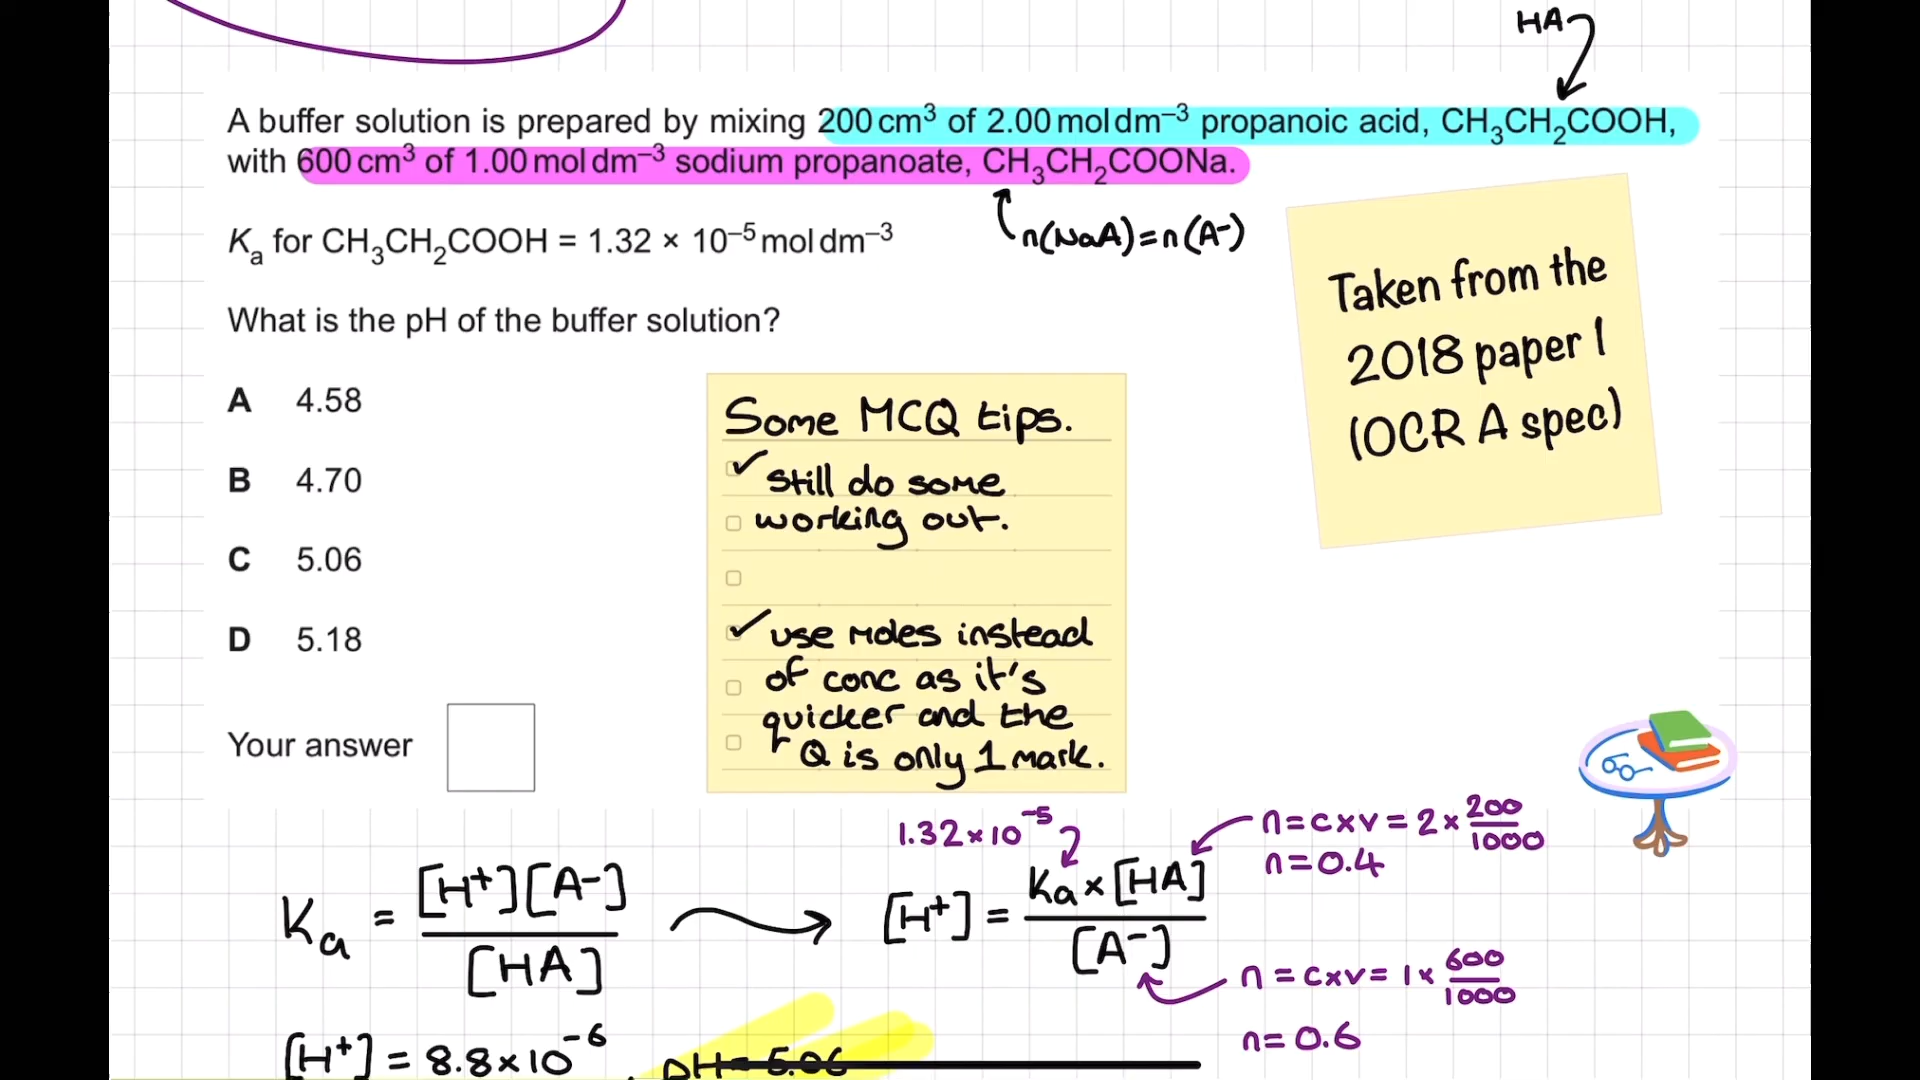 HA
A buffer solution is prepared by mixing 200 cm³ of 2.00 mol dm⁻³ propanoic acid, CH₃CH₂COOH,
with 600 cm³ of 1.00 mol dm⁻³ sodium propanoate, CH₃CH₂COONa.
n(NaA)=n(A⁻)
Kₐ for CH₃CH₂COOH = 1.32 × 10⁻⁵ mol dm⁻³
What is the pH of the buffer solution?
A 4.58
B 4.70
C 5.06
D 5.18
Your answer
Taken from the
2018 paper 1
(OCR A spec)
Some MCQ tips.
✓ Still do some
working out.
✓ use moles instead
of conc as it's
quicker and the
Q is only 1 mark.
Kₐ = [H⁺][A⁻] / [HA]
1.32×10⁻⁵
[H⁺] = Kₐ × [HA] / [A⁻]
n=c×v= 2 × 200/1000
n=0.4
n = c×v= 1 × 600/1000
n= 0.6
[H⁺] = 8.8×10⁻⁶ . pH= 5.06